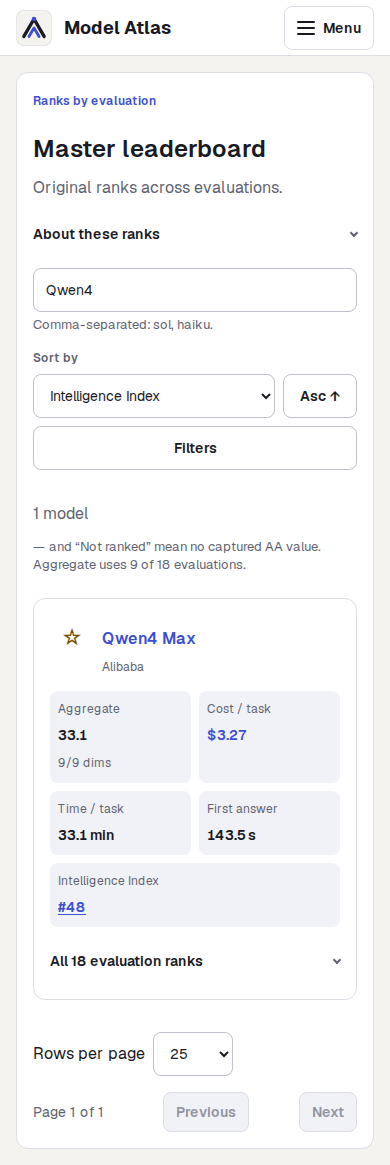 Model Atlas
Menu
Ranks by evaluation
Master leaderboard
Original ranks across evaluations.
About these ranks
Qwen4
Comma-separated: sol, haiku.
Sort by
Intelligence Index
Asc ↑
Filters
1 model
— and “Not ranked” mean no captured AA value.
Aggregate uses 9 of 18 evaluations.
☆ Qwen4 Max
Alibaba
Aggregate
33.1
9/9 dims
Cost / task
$3.27
Time / task
33.1 min
First answer
143.5 s
Intelligence Index
#48
All 18 evaluation ranks
Rows per page 25
Page 1 of 1
Previous
Next